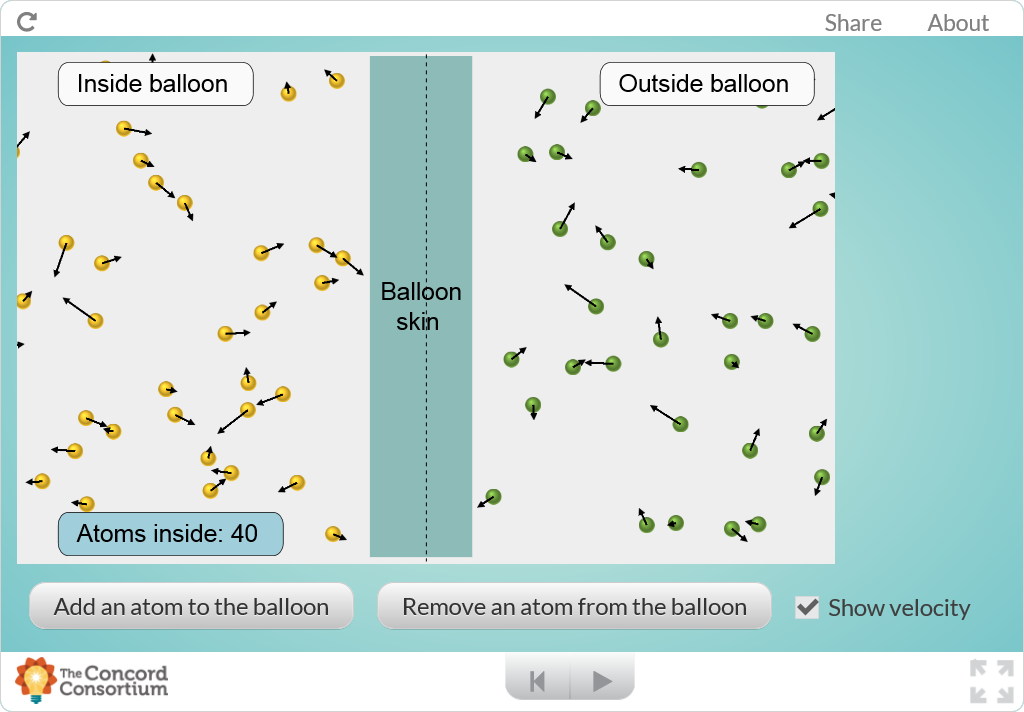 Share
About
Inside balloon
Outside balloon
Balloon
skin
Atoms inside: 40
Add an atom to the balloon
Remove an atom from the balloon
Show velocity
The Concord
Consortium